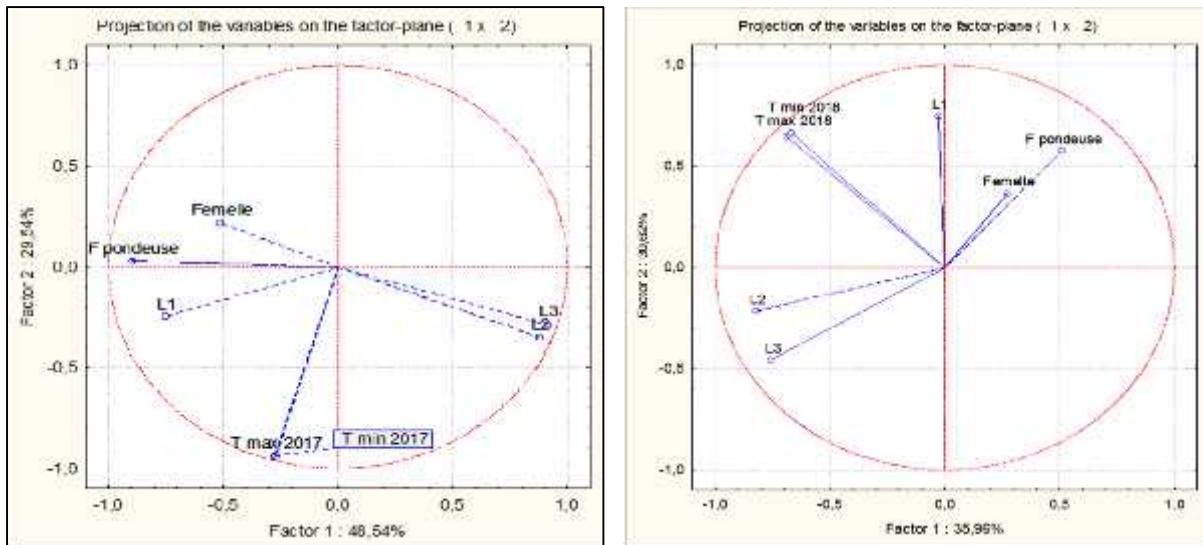 Projection of the variables on the factor-plane ( 1 x 2)
1,0
0,5
0,0
-0,5
-1,0
Factor 2 : 29,54%
Femelle
F pondeuse
L1
L3
L2
T max 2017
T min 2017
-1,0 -0,5 0,0 0,5 1,0
Factor 1 : 48,54%
Projection of the variables on the factor-plane ( 1 x 2)
1,0
0,5
0,0
-0,5
-1,0
T min 2018
T max 2018
L1
F pondeuse
Femelle
L2
L3
-1,0 -0,5 0,0 0,5 1,0
Factor 1 : 35,96%